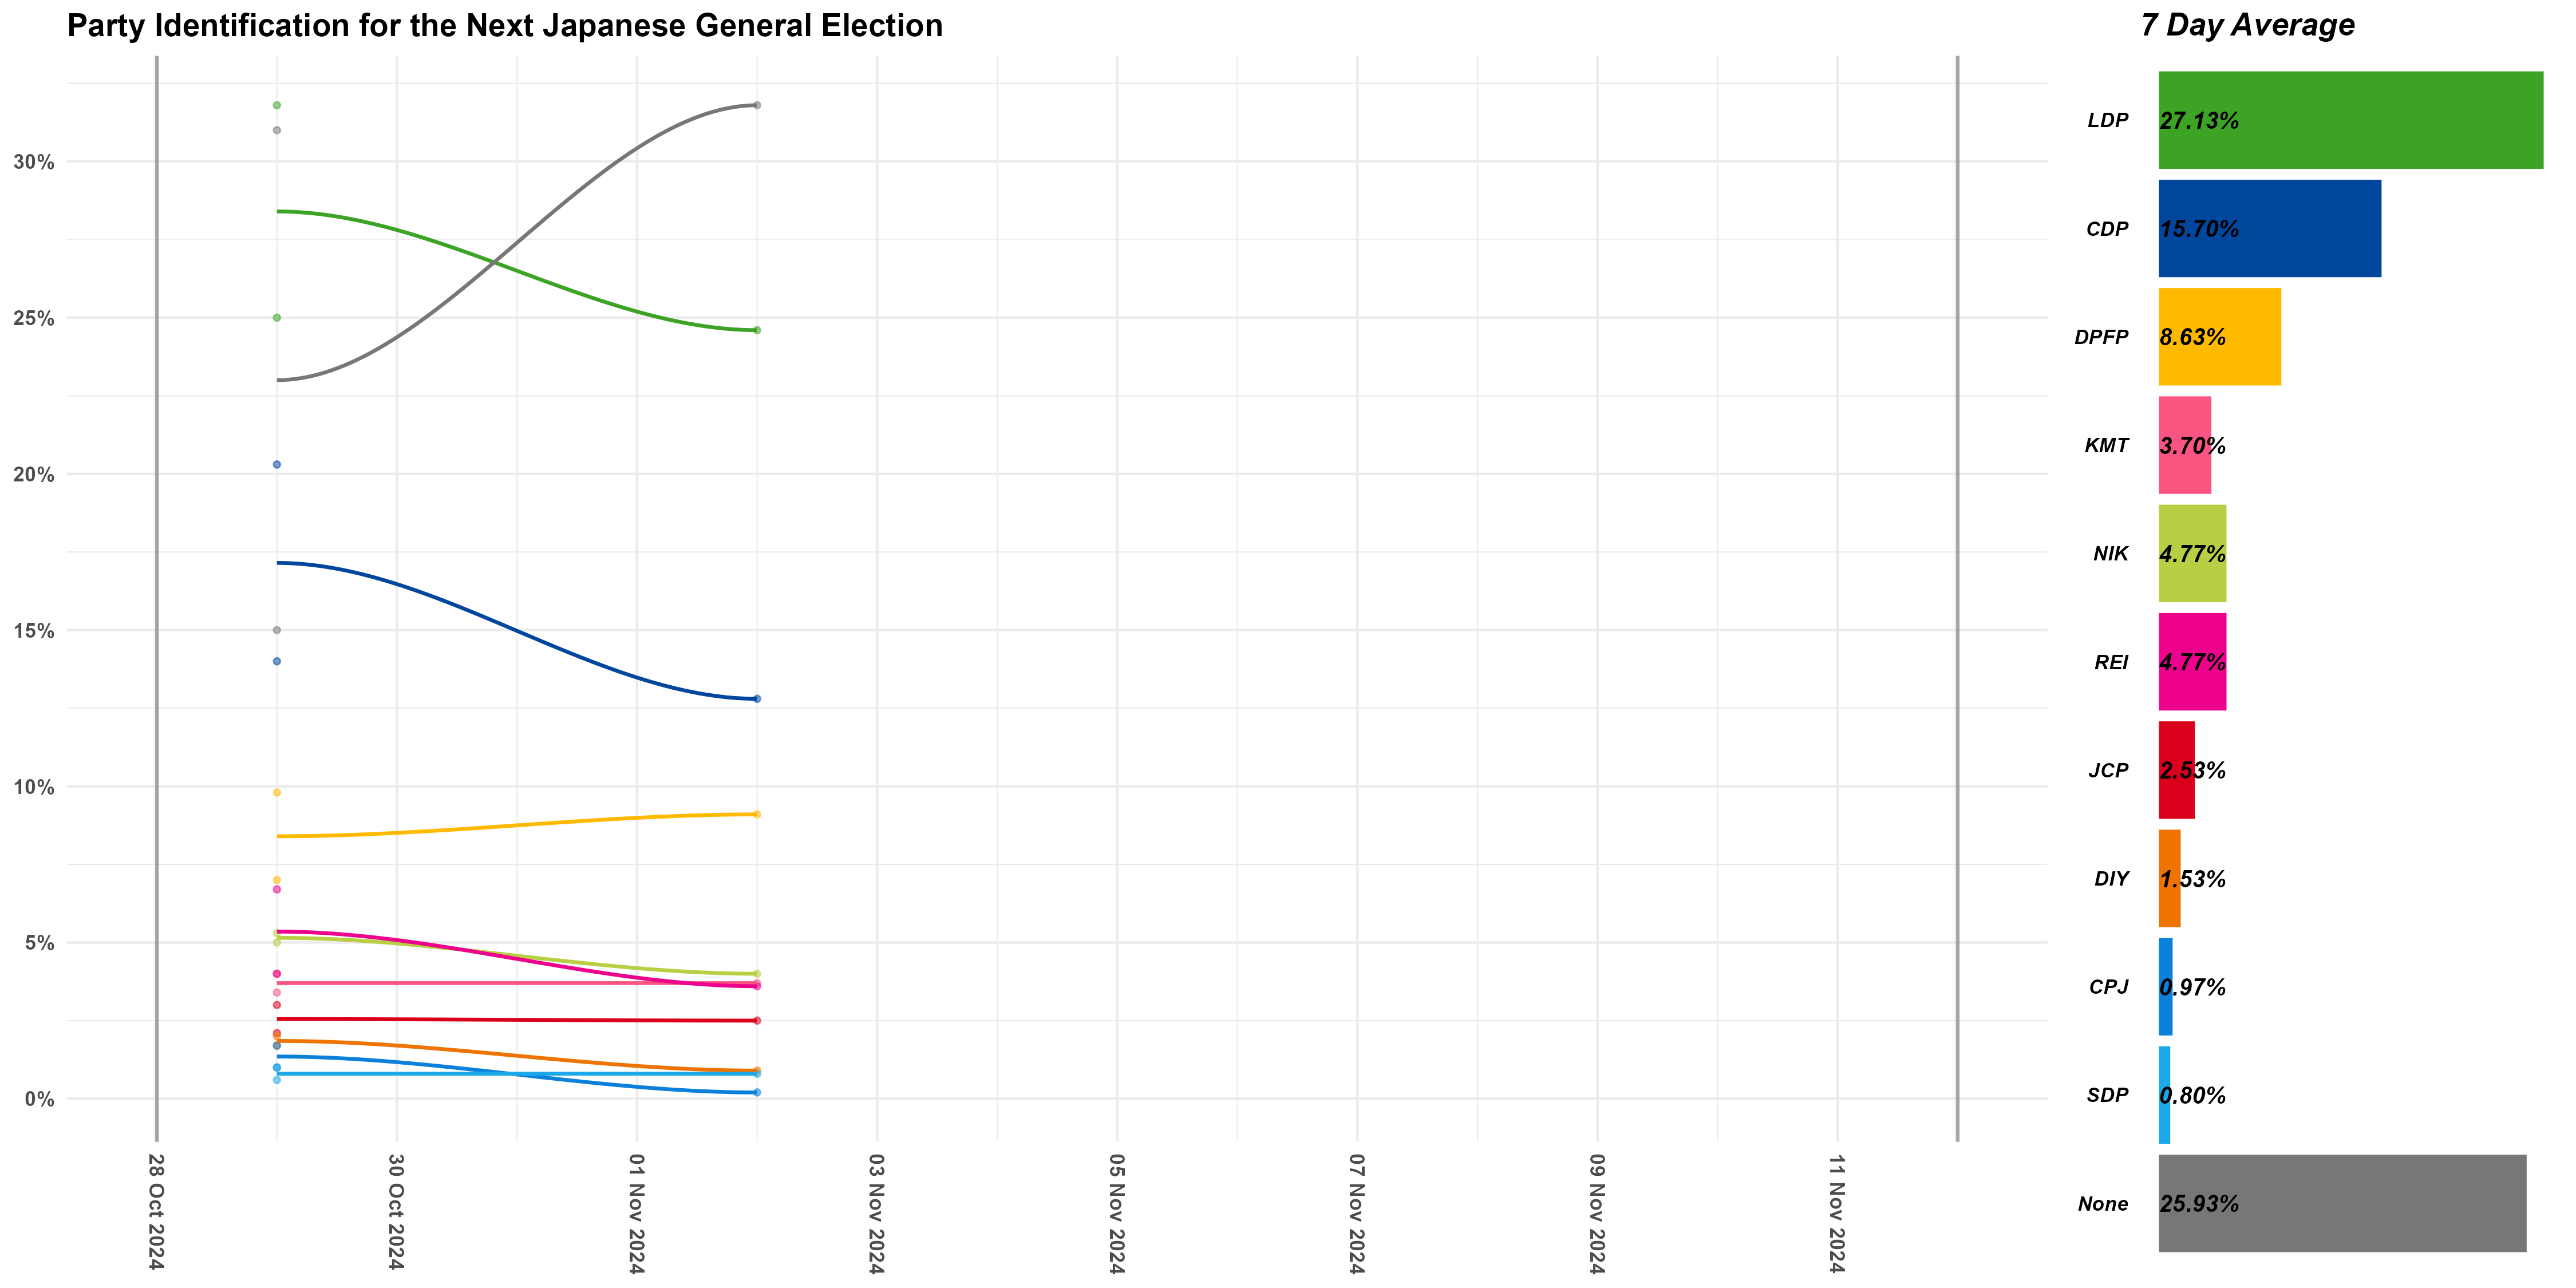 Party Identification for the Next Japanese General Election
7 Day Average
30%
25%
20%
15%
10%
5%
0%
28 Oct 2024
30 Oct 2024
01 Nov 2024
03 Nov 2024
05 Nov 2024
07 Nov 2024
09 Nov 2024
11 Nov 2024
LDP 27.13%
CDP 15.70%
DPFP 8.63%
KMT 3.70%
NIK 4.77%
REI 4.77%
JCP 2.53%
DIY 1.53%
CPJ 0.97%
SDP 0.80%
None 25.93%